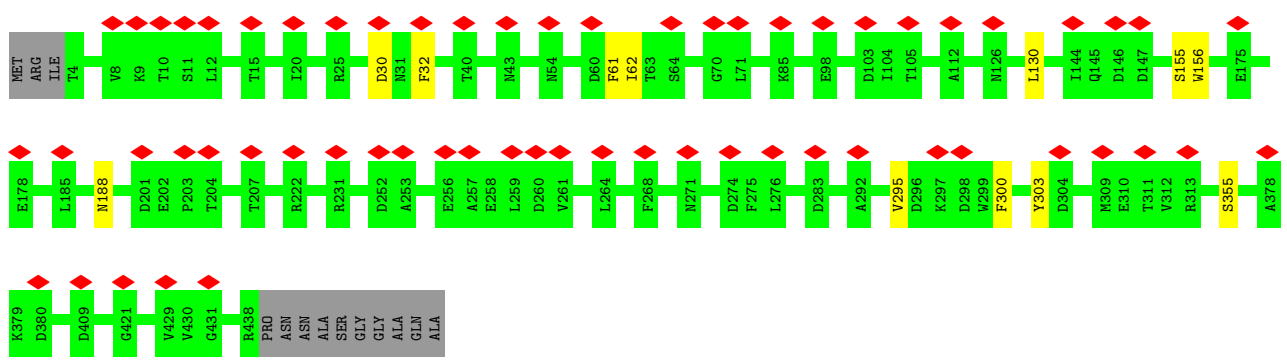 MET ARG ILE T4 V8 K9 T10 S11 L12 T15 I20 R25 D30 N31 F32 T40 N43 N54 D60 F61 I62 T63 S64 G70 L71 K85 E98 D103 I104 T105 A112 N126 L130 I144 Q145 D146 D147 S155 W156 E175
E178 L185 N188 D201 E202 P203 T204 T207 R222 R231 D252 A253 E256 A257 E258 L259 D260 V261 L264 F268 N271 D274 F275 L276 D283 A292 V295 D296 K297 D298 W299 F300 Y303 D304 M309 E310 T311 V312 R313 S355 A378
K379 D380 D409 G421 V429 V430 G431 R438 PRO ASN ASN ALA SER GLY GLY ALA GLN ALA